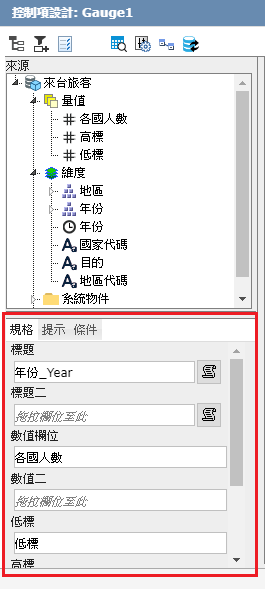 控制項設計: Gauge1
來源
來台旅客
量值
各國人數
高標
低標
維度
地區
年份
年份
國家代碼
目的
地區代碼
系統物件
規格 提示 條件
標題
年份_Year
標題二
拖拉欄位至此
數值欄位
各國人數
數值二
拖拉欄位至此
低標
低標
高標